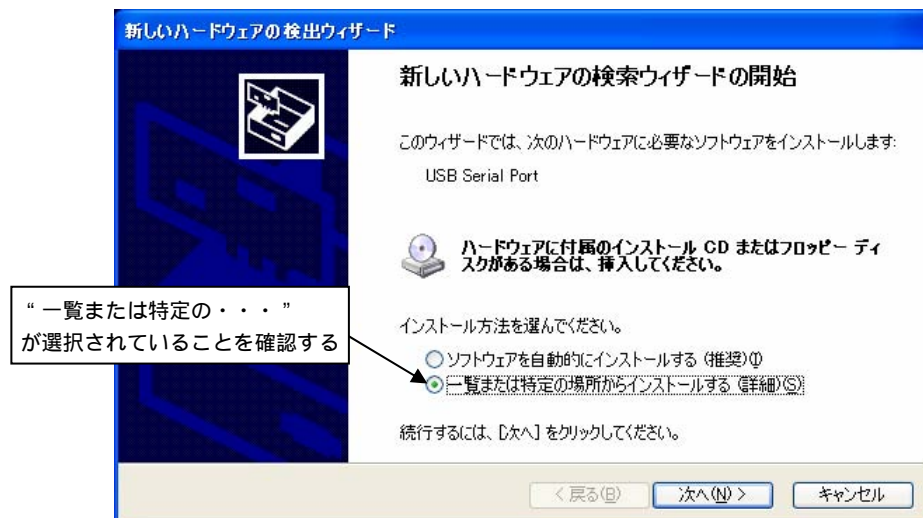 新しいハードウェアの検出ウィザード
新しいハードウェアの検索ウィザードの開始
このウィザードでは、次のハードウェアに必要なソフトウェアをインストールします:
USB Serial Port
ハードウェアに付属のインストール CD またはフロッピー ディ
スクがある場合は、挿入してください。
“一覧または特定の・・・”
が選択されていることを確認する
インストール方法を選んでください。
ソフトウェアを自動的にインストールする (推奨)(I)
一覧または特定の場所からインストールする (詳細)(S)
続行するには、[次へ] をクリックしてください。
< 戻る(B) 次へ(N) > キャンセル